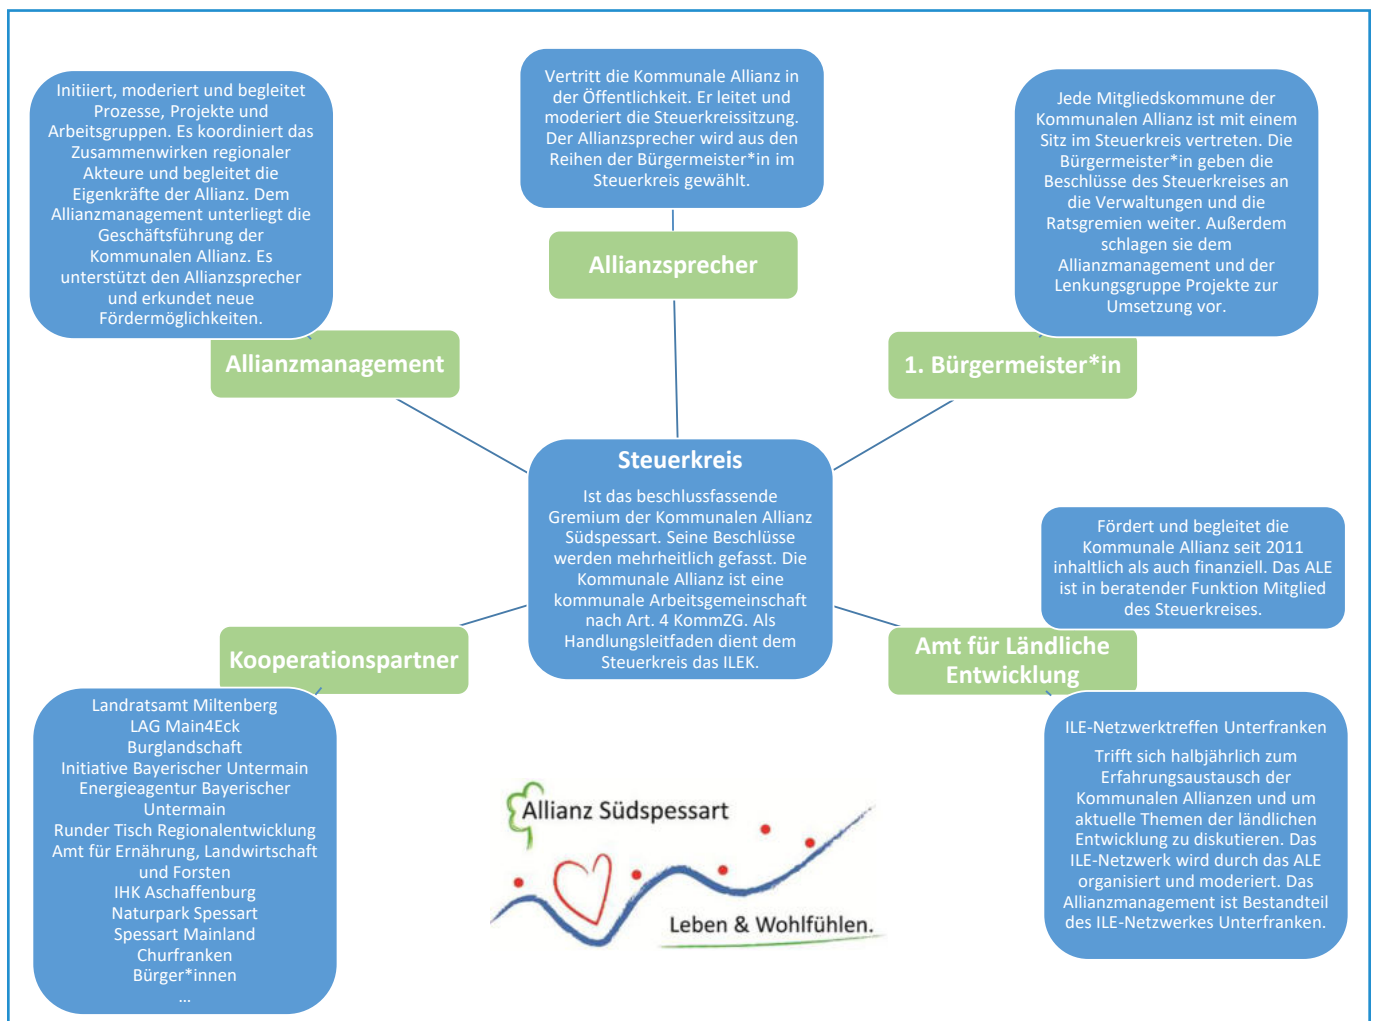 Initiiert, moderiert und begleitet
Prozesse, Projekte und
Arbeitsgruppen. Es koordiniert das
Zusammenwirken regionaler
Akteure und begleitet die
Eigenkräfte der Allianz. Dem
Allianzmanagement unterliegt die
Geschäftsführung der
Kommunalen Allianz. Es
unterstützt den Allianzsprecher
und erkundet neue
Fördermöglichkeiten.
Allianzmanagement
Vertritt die Kommunale Allianz in
der Öffentlichkeit. Er leitet und
moderiert die Steuerkreissitzung.
Der Allianzsprecher wird aus den
Reihen der Bürgermeister*in im
Steuerkreis gewählt.
Allianzsprecher
Jede Mitgliedskommune der
Kommunalen Allianz ist mit einem
Sitz im Steuerkreis vertreten. Die
Bürgermeister*in geben die
Beschlüsse des Steuerkreises an
die Verwaltungen und die
Ratsgremien weiter. Außerdem
schlagen sie dem
Allianzmanagement und der
Lenkungsgruppe Projekte zur
Umsetzung vor.
1. Bürgermeister*in
Steuerkreis
Ist das beschlussfassende
Gremium der Kommunalen Allianz
Südspessart. Seine Beschlüsse
werden mehrheitlich gefasst. Die
Kommunale Allianz ist eine
kommunale Arbeitsgemeinschaft
nach Art. 4 KommZG. Als
Handlungsleitfaden dient dem
Steuerkreis das ILEK.
Fördert und begleitet die
Kommunale Allianz seit 2011
inhaltlich als auch finanziell. Das ALE
ist in beratender Funktion Mitglied
des Steuerkreises.
Amt für Ländliche
Entwicklung
ILE-Netzwerktreffen Unterfranken
Trifft sich halbjährlich zum
Erfahrungsaustausch der
Kommunalen Allianzen und um
aktuelle Themen der ländlichen
Entwicklung zu diskutieren. Das
ILE-Netzwerk wird durch das ALE
organisiert und moderiert. Das
Allianzmanagement ist Bestandteil
des ILE-Netzwerkes Unterfranken.
Kooperationspartner
Landratsamt Miltenberg
LAG Main4Eck
Burglandschaft
Initiative Bayerischer Untermain
Energieagentur Bayerischer
Untermain
Runder Tisch Regionalentwicklung
Amt für Ernährung, Landwirtschaft
und Forsten
IHK Aschaffenburg
Naturpark Spessart
Spessart Mainland
Churfranken
Bürger*innen
...
Allianz Südspessart
Leben & Wohlfühlen.